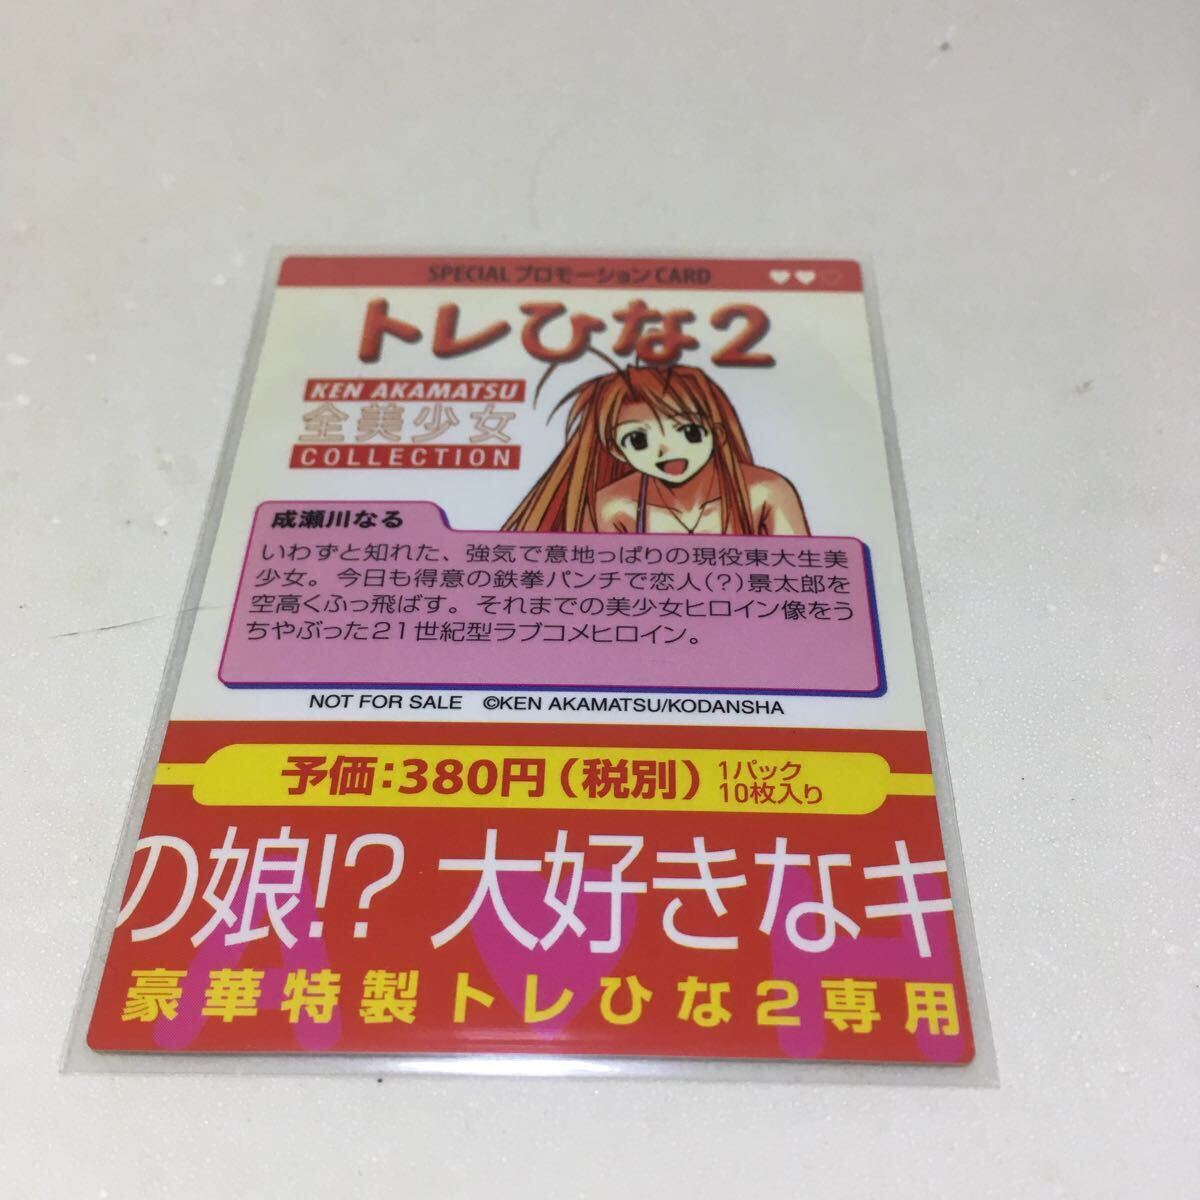 SPECIAL プロモーション CARD
トレひな2
KEN AKAMATSU
全美少女
COLLECTION
成瀬川なる
いわずと知れた、強気で意地っぱりの現役東大生美
少女。今日も得意の鉄拳パンチで恋人(?)景太郎を
空高くふっ飛ばす。それまでの美少女ヒロイン像をう
ちやぶった21世紀型ラブコメヒロイン。
NOT FOR SALE ©KEN AKAMATSU/KODANSHA
予価:380円(税別) 1パック
10枚入り
の娘!? 大好きなキ
豪華特製トレひな2専用